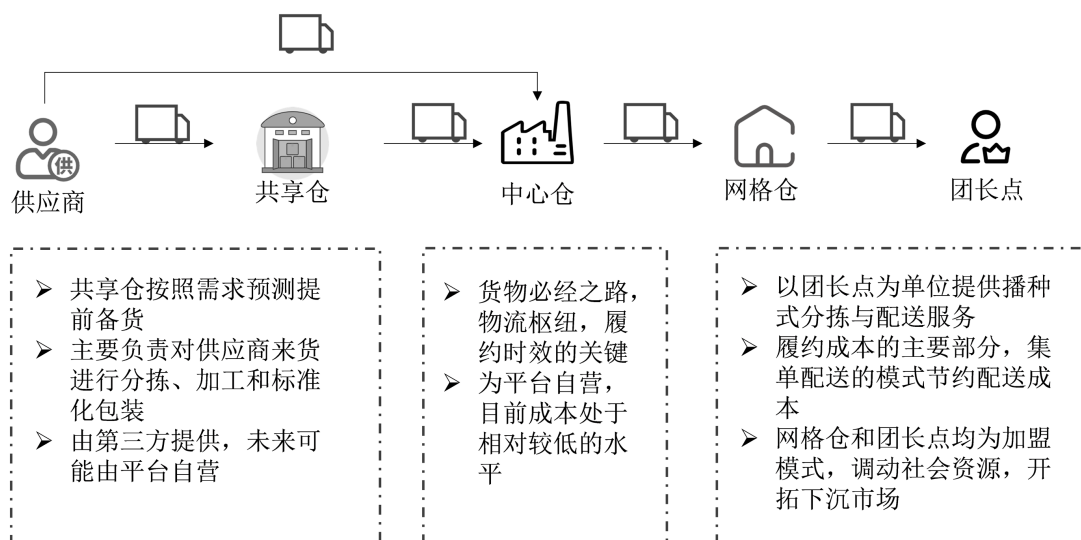 供
供应商
共享仓
中心仓
网格仓
团长点
➢ 共享仓按照需求预测提
前备货
➢ 主要负责对供应商来货
进行分拣、加工和标准
化包装
➢ 由第三方提供，未来可
能由平台自营
➢ 货物必经之路，
物流枢纽，履
约时效的关键
➢ 为平台自营，
目前成本处于
相对较低的水
平
➢ 以团长点为单位提供播种
式分拣与配送服务
➢ 履约成本的主要部分，集
单配送的模式节约配送成
本
➢ 网格仓和团长点均为加盟
模式，调动社会资源，开
拓下沉市场